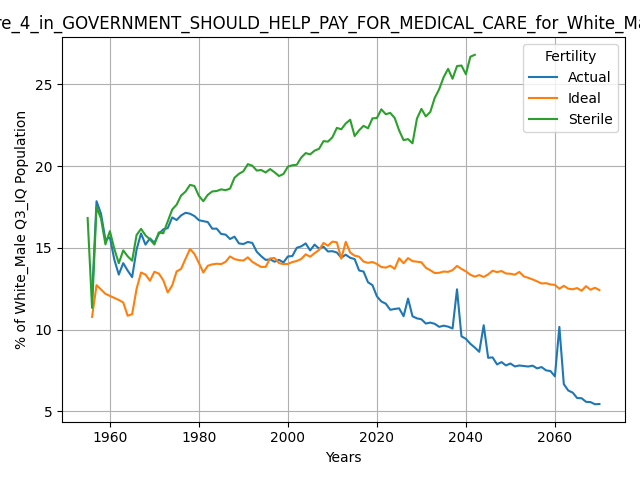 re_4_in_GOVERNMENT_SHOULD_HELP_PAY_FOR_MEDICAL_CARE_for_White_Ma
Fertility
Actual
Ideal
Sterile
% of White_Male Q3_IQ Population
25
20
15
10
5
1960 1980 2000 2020 2040 2060
Years